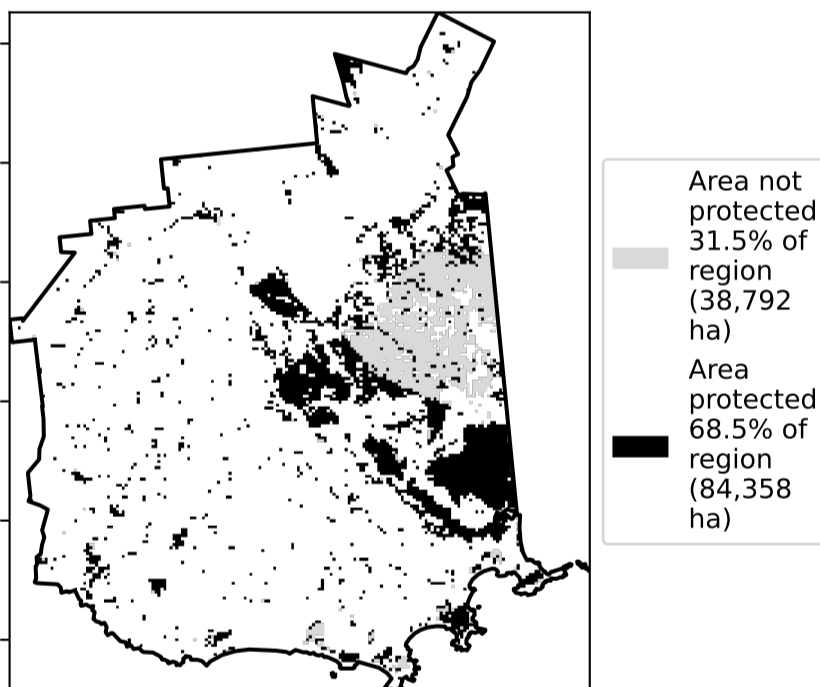 Area not
protected
31.5% of
region
(38,792
ha)
Area
protected
68.5% of
region
(84,358
ha)